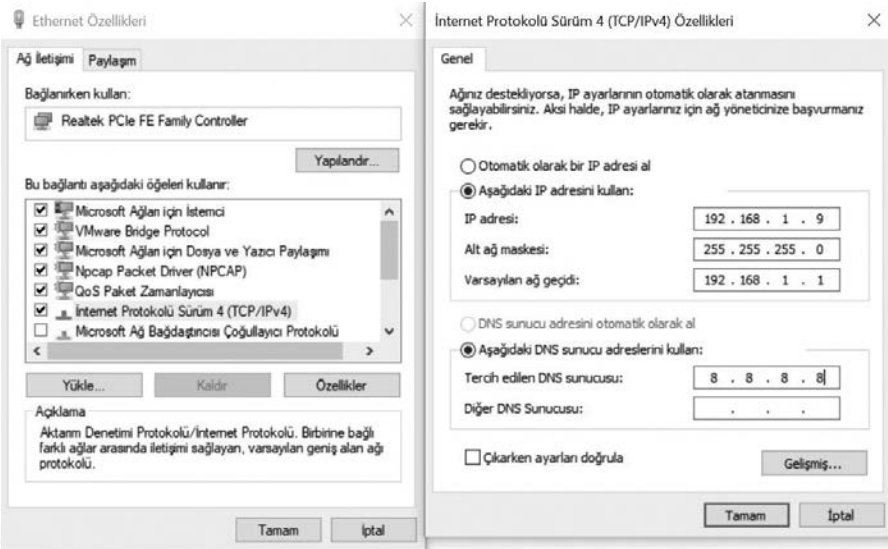 Ethernet Özellikleri
Ağ İletişimi Paylaşım
Bağlanırken kullan:
Realtek PCIe FE Family Controller
Yapılandır...
Bu bağlantı aşağıdaki öğeleri kullanır:
Microsoft Ağları için İstemci
VMware Bridge Protocol
Microsoft Ağları için Dosya ve Yazıcı Paylaşımı
Npcap Packet Driver (NPCAP)
QoS Paket Zamanlayıcısı
İnternet Protokolü Sürüm 4 (TCP/IPv4)
Microsoft Ağ Bağdaştırıcısı Çoğullayıcı Protokolü
Yükle... Kaldır Özellikler
Açıklama
Aktarım Denetimi Protokolü/İnternet Protokolü. Birbirine bağlı
farklı ağlar arasında iletişimi sağlayan, varsayılan geniş alan ağı
protokolü.
Tamam İptal
İnternet Protokolü Sürüm 4 (TCP/IPv4) Özellikleri
Genel
Ağınız destekliyorsa, IP ayarlarının otomatik olarak atanmasını
sağlayabilirsiniz. Aksi halde, IP ayarlarınız için ağ yöneticinize başvurmanız
gerekir.
Otomatik olarak bir IP adresi al
Aşağıdaki IP adresini kullan:
IP adresi: 192 . 168 . 1 . 9
Alt ağ maskesi: 255 . 255 . 255 . 0
Varsayılan ağ geçidi: 192 . 168 . 1 . 1
DNS sunucu adresini otomatik olarak al
Aşağıdaki DNS sunucu adreslerini kullan:
Tercih edilen DNS sunucusu: 8 . 8 . 8 . 8
Diğer DNS Sunucusu: . . .
Çıkarken ayarları doğrula
Gelişmiş...
Tamam İptal